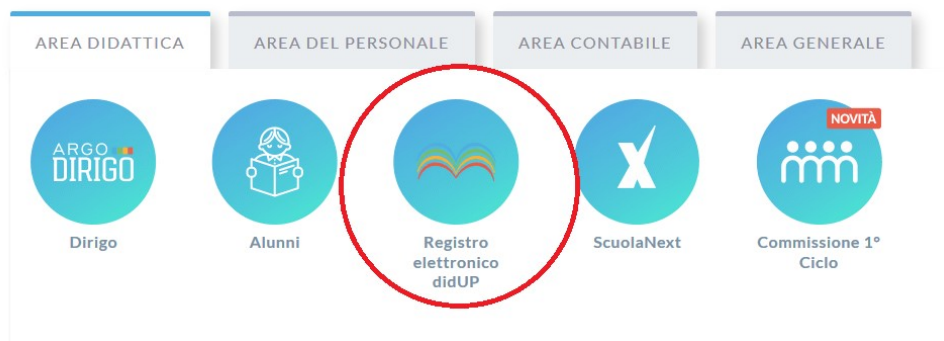 AREA DIDATTICA
AREA DEL PERSONALE
AREA CONTABILE
AREA GENERALE
ARGO
DIRIGO
NOVITÀ
Dirigo
Alunni
Registro
elettronico
didUP
ScuolaNext
Commissione 1°
Ciclo